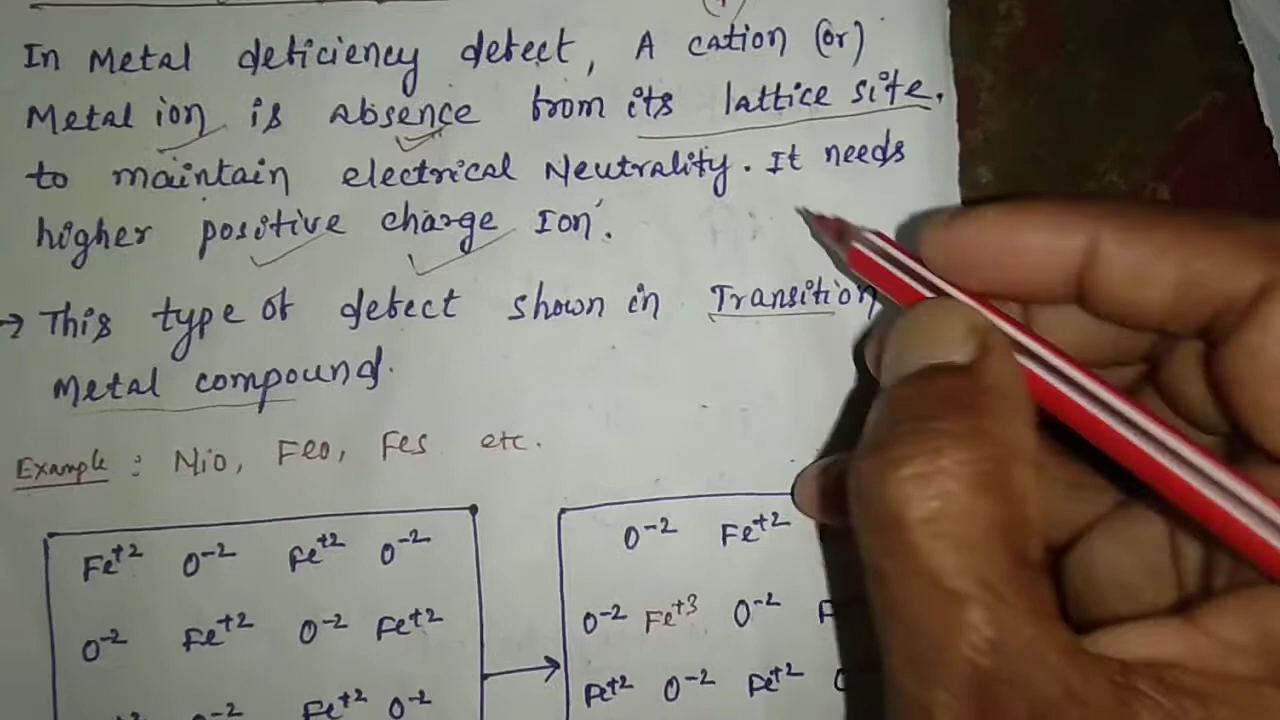 In Metal deficiency defect, A cation (or)
Metal ion is absence from its lattice site.
to maintain electrical Neutrality. It needs
higher positive charge Ion.
→ This type of defect shown in Transition
Metal compound.
Example : NiO, FeO, FeS etc.
Fe+2 O-2 Fe+2 O-2
O-2 Fe+2 O-2 Fe+2
Fe+2 O-2
O-2 Fe+2
O-2 Fe+3 O-2 F
Fe+2 O-2 Fe+2